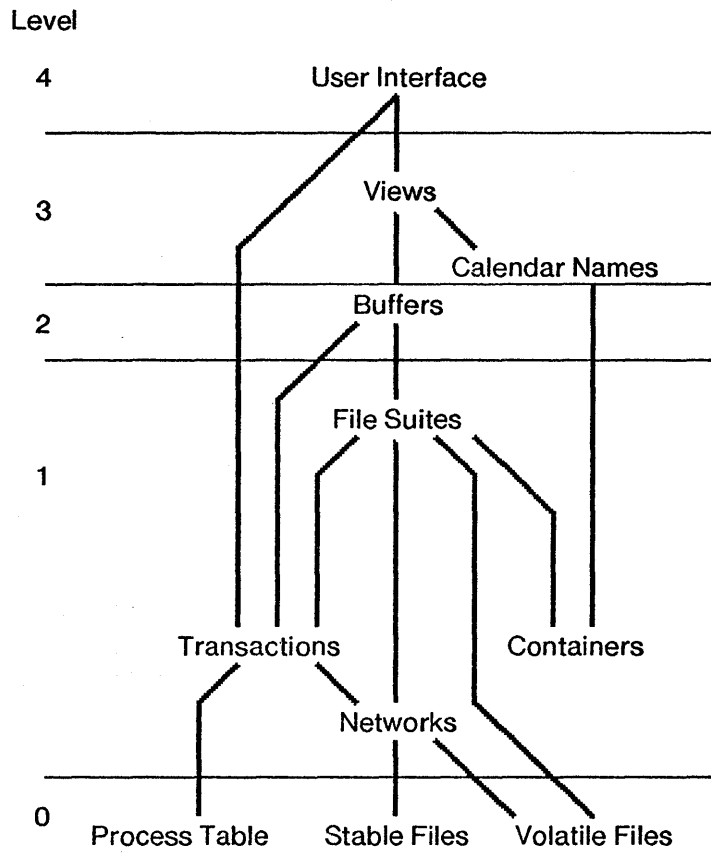 Level
4 User Interface
Views
3
Calendar Names
Buffers
2
File Suites
1
Transactions Containers
Networks
0
Process Table Stable Files Volatile Files